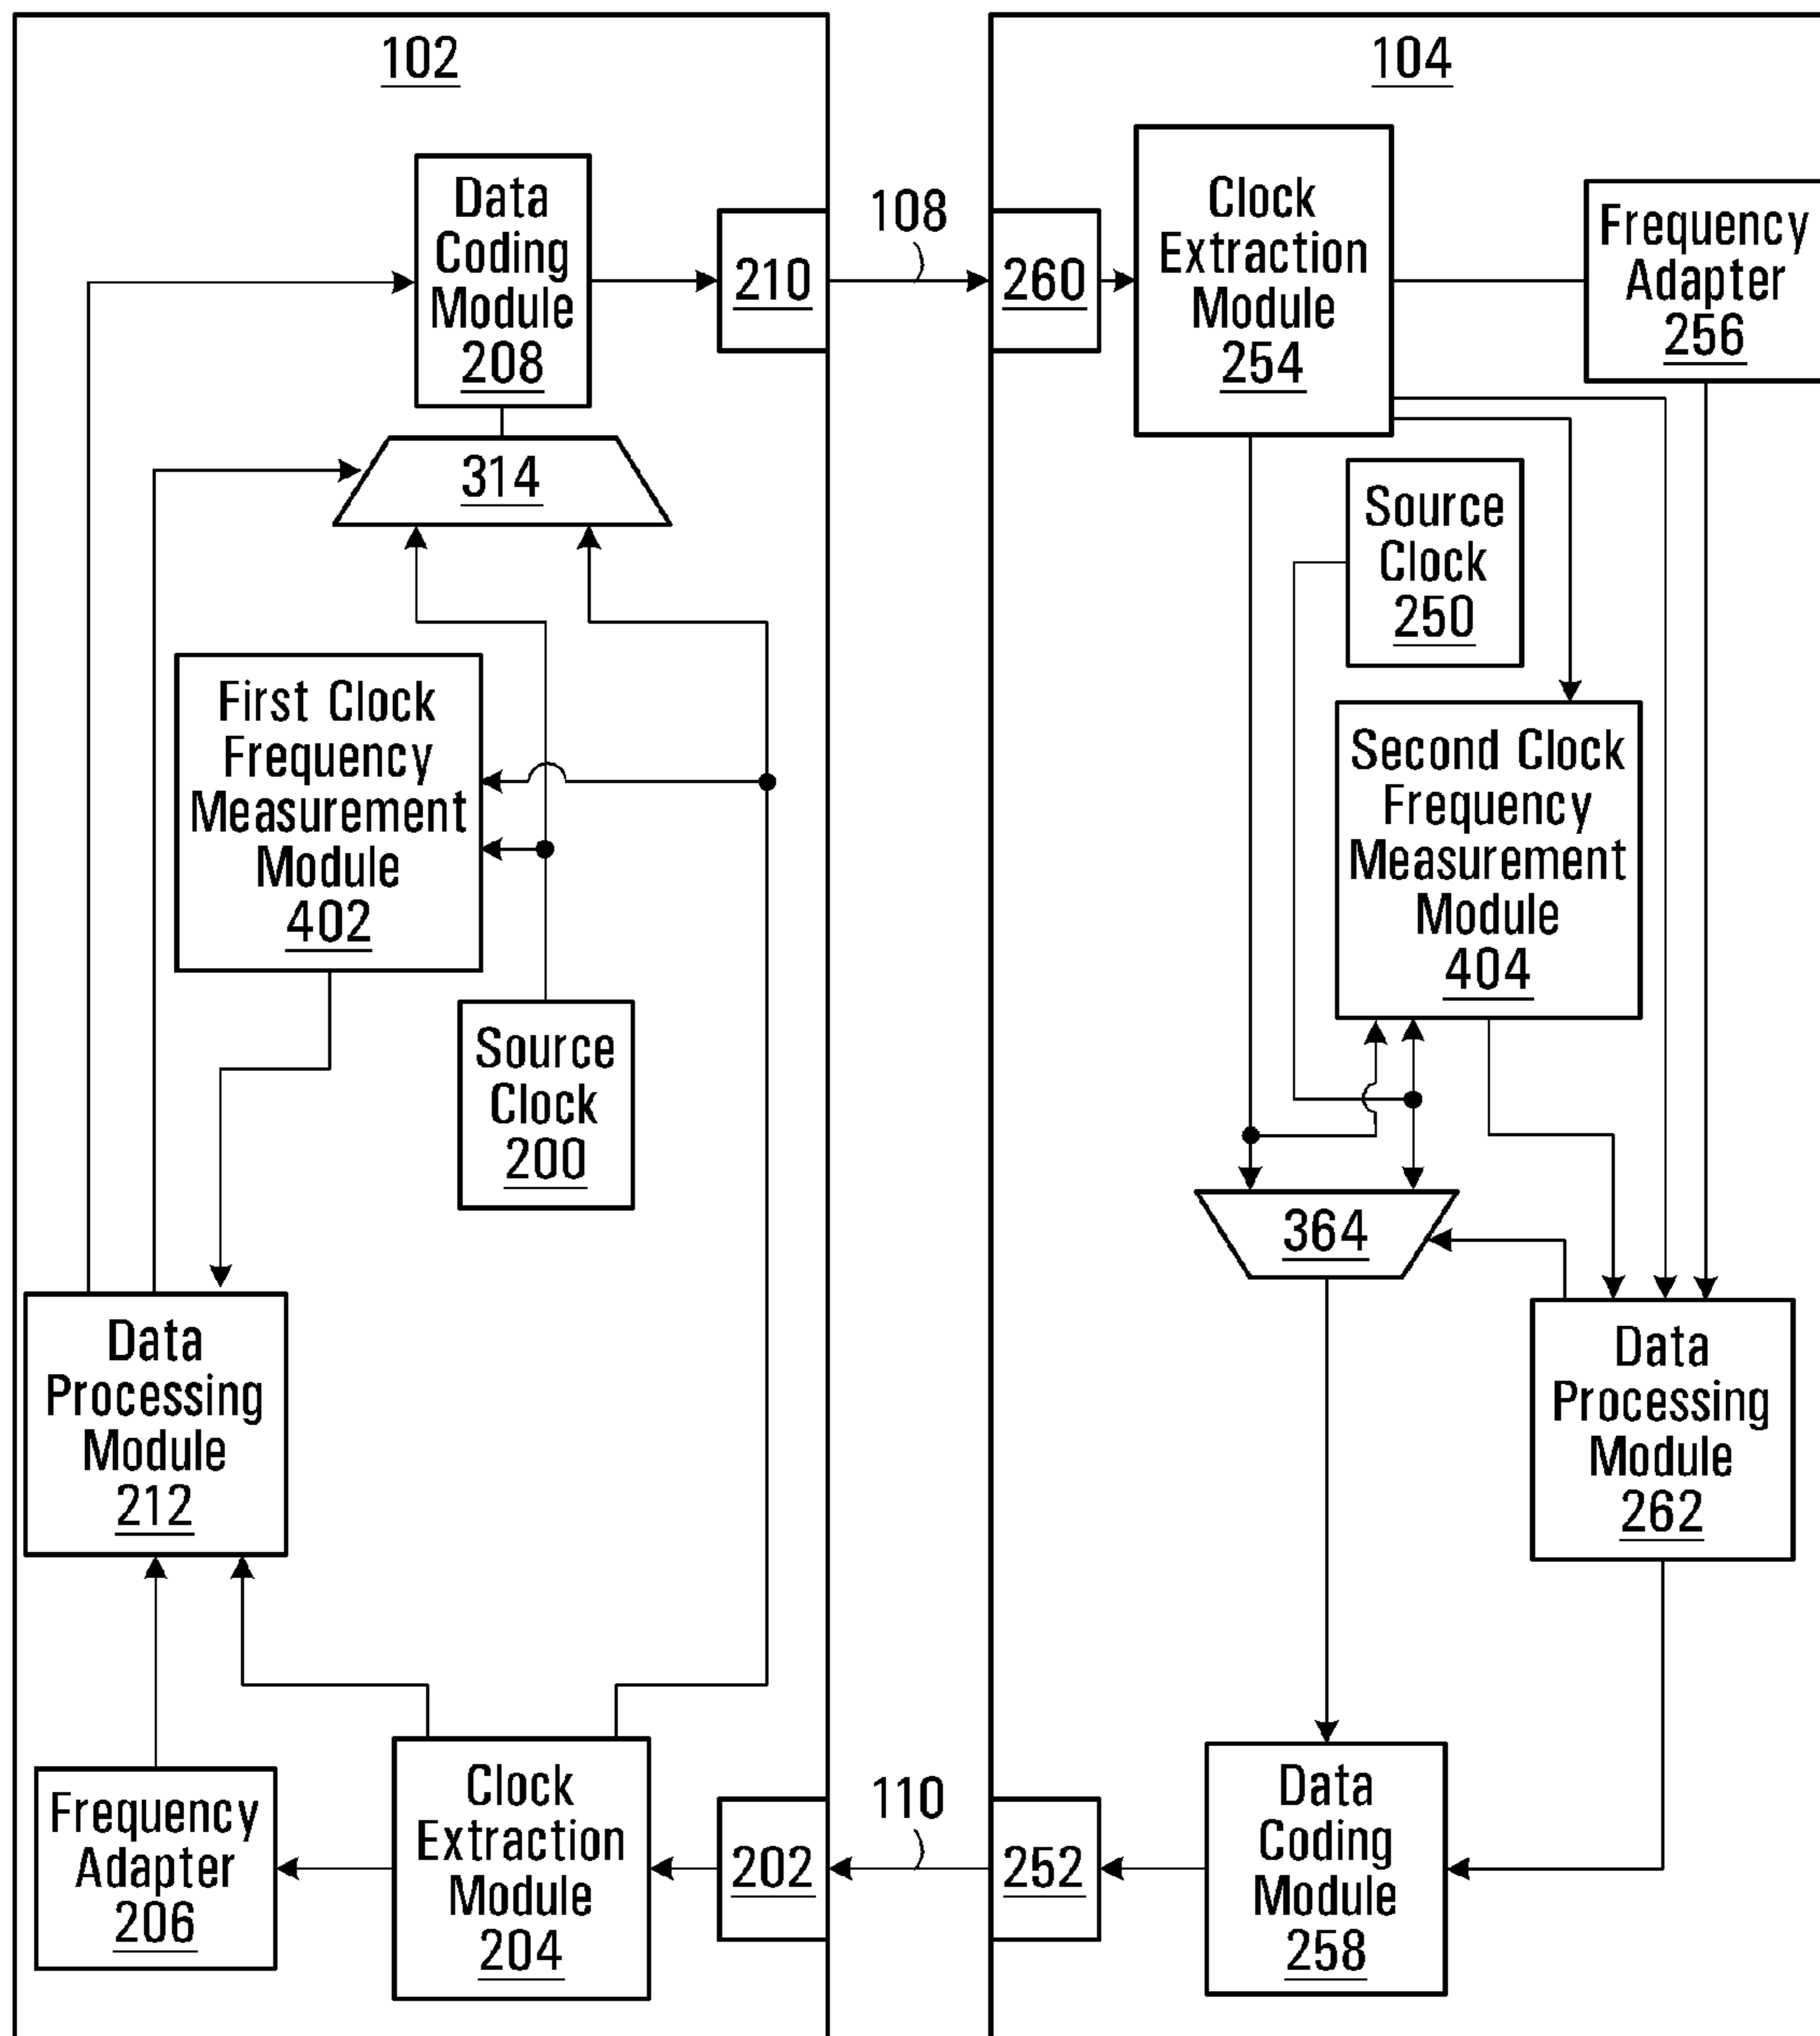 102
Data
Coding
Module
208
210
314
First Clock
Frequency
Measurement
Module
402
Source
Clock
200
Data
Processing
Module
212
Frequency
Adapter
206
Clock
Extraction
Module
204
202
108
110
104
260
Clock
Extraction
Module
254
Frequency
Adapter
256
Source
Clock
250
Second Clock
Frequency
Measurement
Module
404
364
Data
Processing
Module
262
252
Data
Coding
Module
258